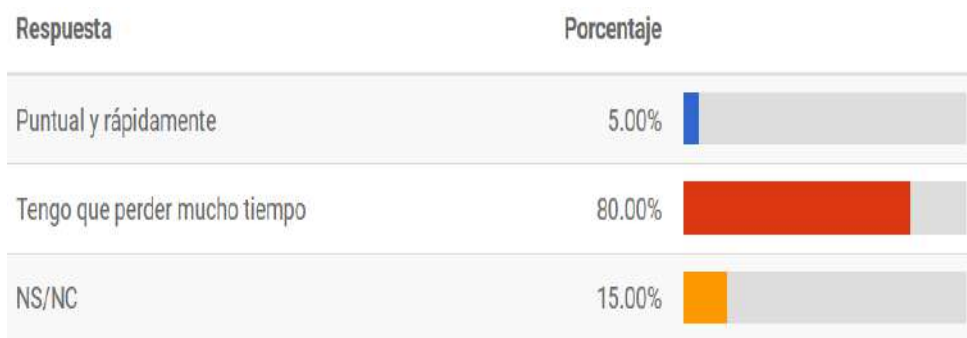 Respuesta Porcentaje
Puntual y rápidamente 5.00%
Tengo que perder mucho tiempo 80.00%
NS/NC 15.00%